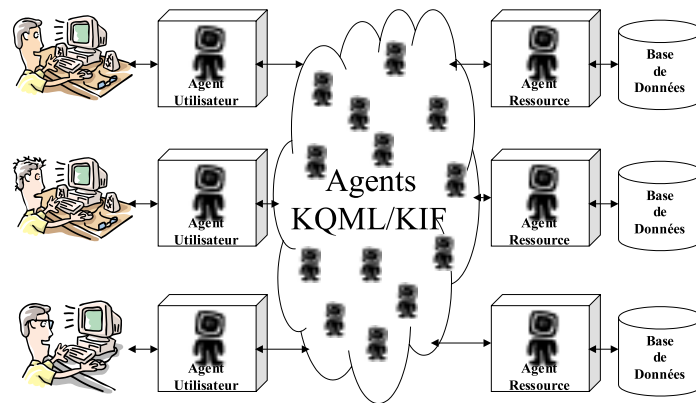 Agent
Utilisateur
Agent
Ressource
Base
de
Données
Agents
KQML/KIF
Agent
Utilisateur
Agent
Ressource
Base
de
Données
Agent
Utilisateur
Agent
Ressource
Base
de
Données